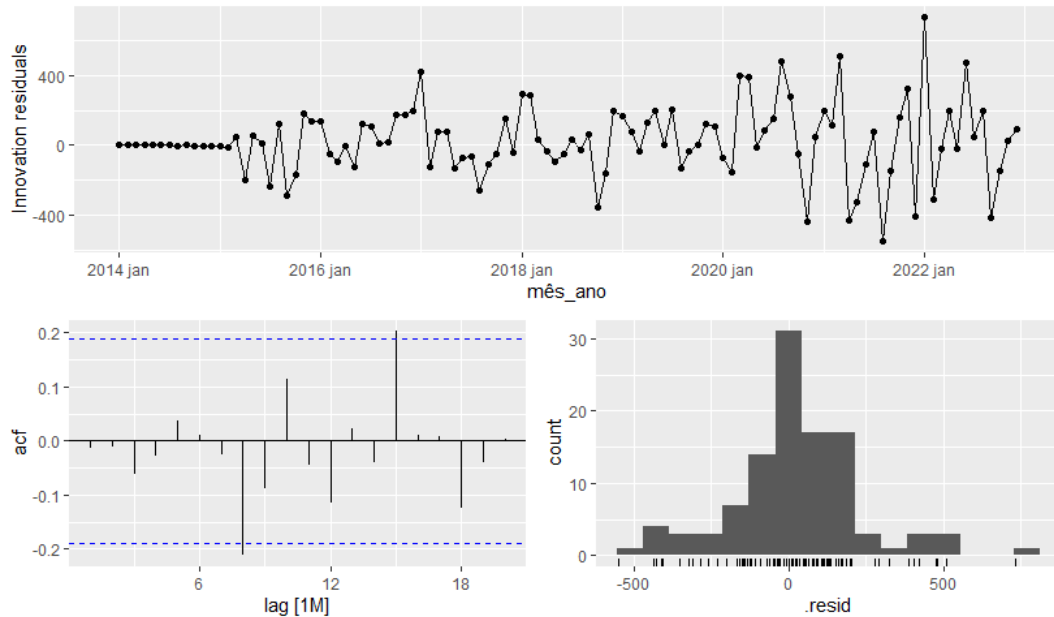 Innovation residuals
400
0
-400
2014 jan
2016 jan
2018 jan
2020 jan
2022 jan
mês_ano
acf
0.2
0.1
0.0
-0.1
-0.2
6
12
18
lag [1M]
count
30
20
10
0
-500
0
500
.resid